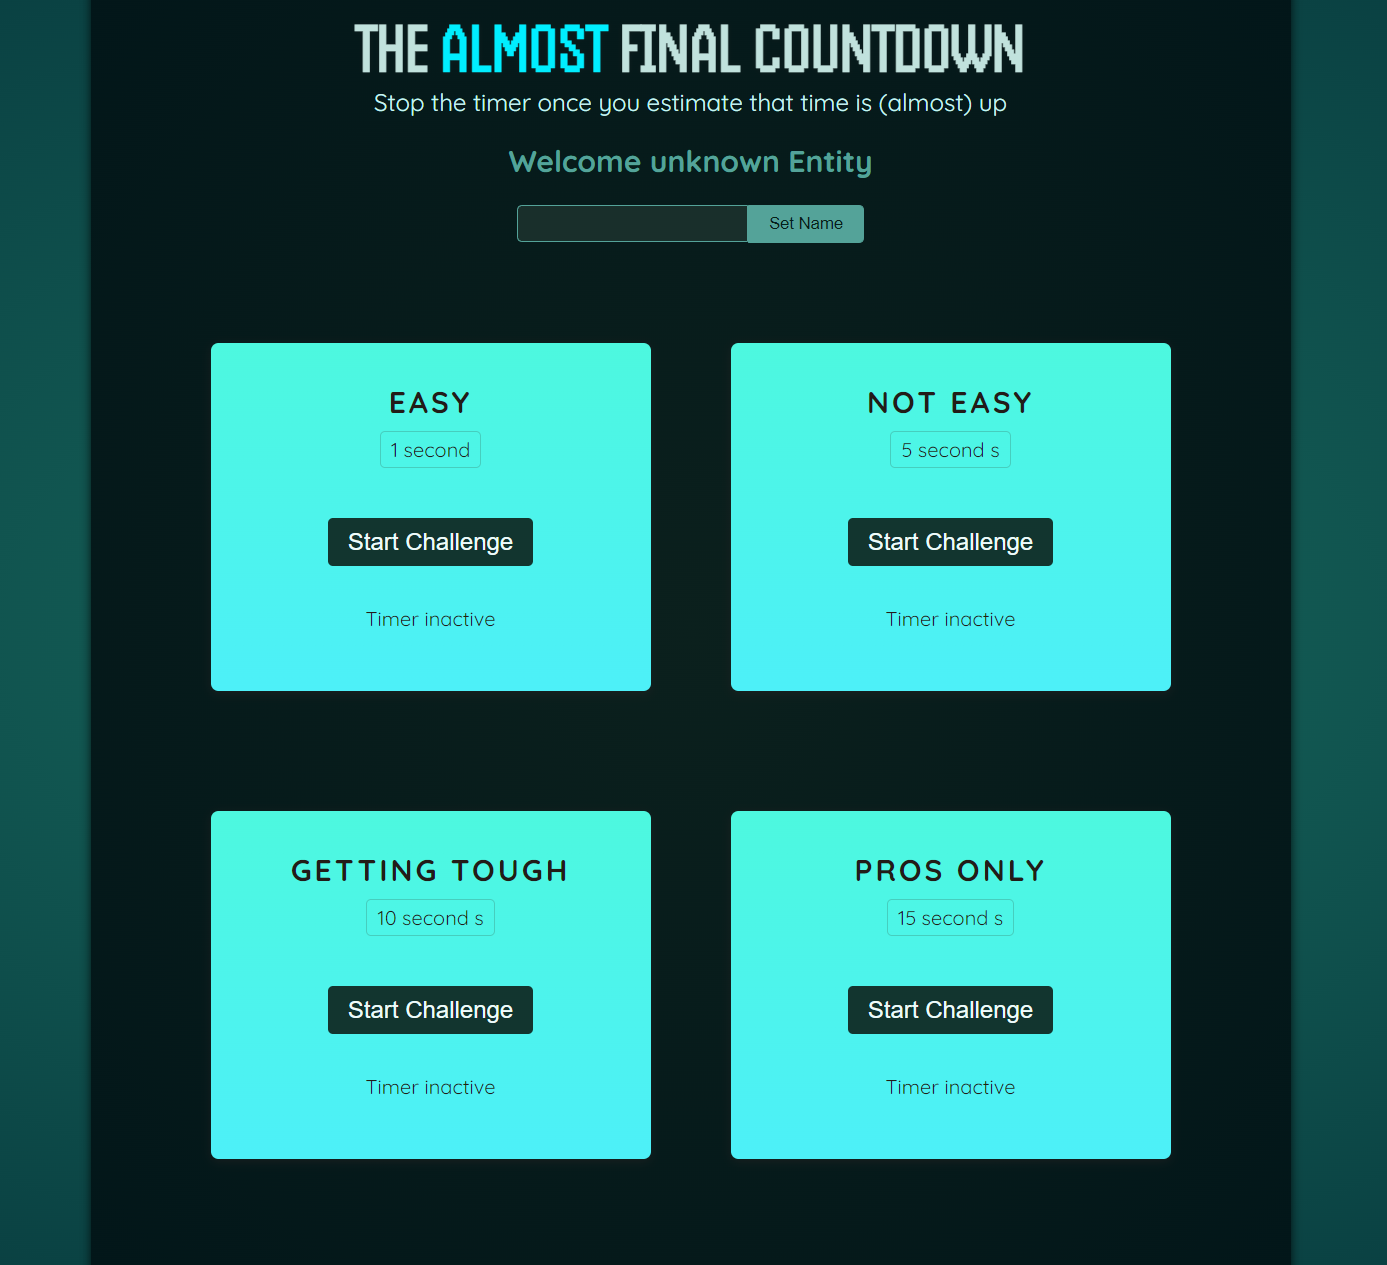 THE ALMOST FINAL COUNTDOWN
Stop the timer once you estimate that time is (almost) up
Welcome unknown Entity
Set Name
EASY
1 second
Start Challenge
Timer inactive
NOT EASY
5 second s
Start Challenge
Timer inactive
GETTING TOUGH
10 second s
Start Challenge
Timer inactive
PROS ONLY
15 second s
Start Challenge
Timer inactive